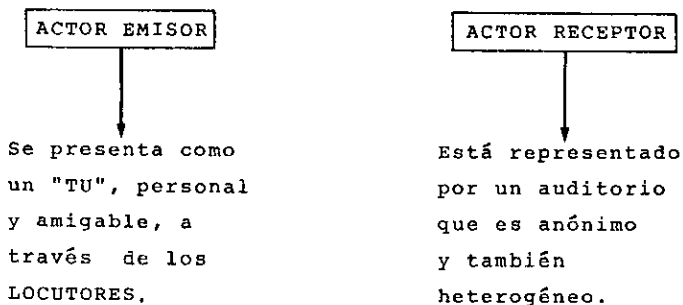 ACTOR EMISOR
Se presenta como
un "TU", personal
y amigable, a
través de los
LOCUTORES.
ACTOR RECEPTOR
Está representado
por un auditorio
que es anónimo
y también
heterogéneo.